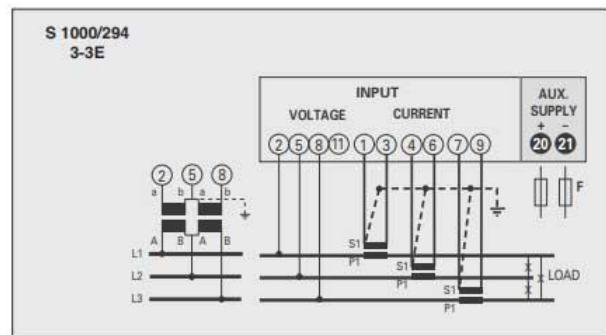 S 1000/294
3-3E
INPUT
AUX.
SUPPLY
VOLTAGE CURRENT
+ −
2 5 8 11 1 3 4 6 7 9 20 21
2 5 8
a b a b
F
A B A B
L1
S1
P1
L2
S1
P1
LOAD
L3
S1
P1